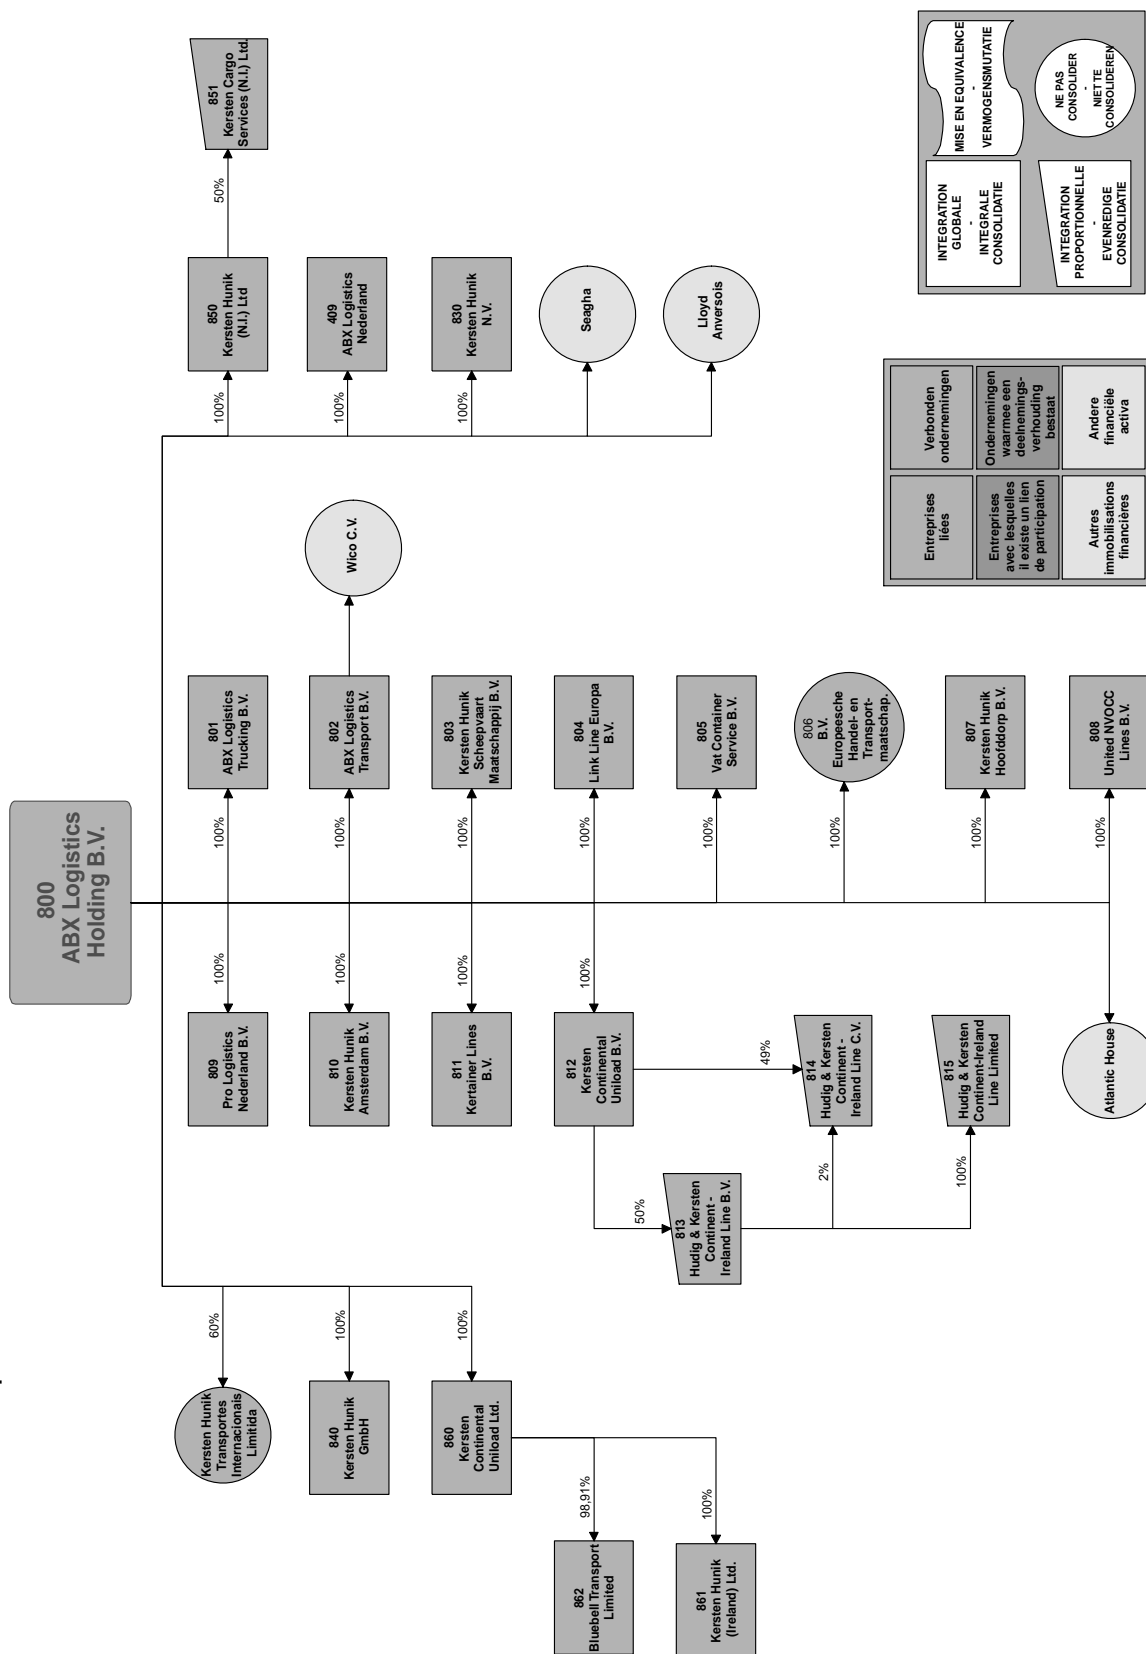 800
ABX Logistics
Holding B.V.
60%
Kersten Hunik
Transportes
Internacionais
Limitida
100%
840
Kersten Hunik
GmbH
100%
860
Kersten
Continental
Uniload Ltd.
98,91%
862
Bluebell Transport
Limited
100%
861
Kersten Hunik
(Ireland) Ltd.
100%
809
Pro Logistics
Nederland B.V.
100%
810
Kersten Hunik
Amsterdam B.V.
100%
811
Kertainer Lines
B.V.
100%
812
Kersten
Continental
Uniload B.V.
50%
813
Hudig & Kersten
Continent -
Ireland Line B.V.
49%
2%
814
Hudig & Kersten
Continent -
Ireland Line C.V.
100%
815
Hudig & Kersten
Continent-Ireland
Line Limited
Atlantic House
100%
801
ABX Logistics
Trucking B.V.
100%
802
ABX Logistics
Transport B.V.
Wico C.V.
100%
803
Kersten Hunik
Scheepvaart
Maatschappij B.V.
100%
804
Link Line Europa
B.V.
100%
805
Vat Container
Service B.V.
100%
806
B.V.
Europeesche
Handel- en
Transport-
maatschap.
100%
807
Kersten Hunik
Hoofddorp B.V.
100%
808
United NVOCC
Lines B.V.
100%
850
Kersten Hunik
(N.I.) Ltd
50%
851
Kersten Cargo
Services (N.I.) Ltd.
100%
409
ABX Logistics
Nederland
100%
830
Kersten Hunik
N.V.
Seagha
Lloyd
Anversois
Entreprises
liées
Verbonden
ondernemingen
Entreprises
avec lesquelles
il existe un lien
de participation
Ondernemingen
waarmee een
deelnemings-
verhouding
bestaat
Autres
immobilisations
financières
Andere
financiële
activa
INTEGRATION
GLOBALE
-
INTEGRALE
CONSOLIDATIE
MISE EN EQUIVALENCE
-
VERMOGENSMUTATIE
INTEGRATION
PROPORTIONNELLE
-
EVENREDIGE
CONSOLIDATIE
NE PAS
CONSOLIDER
-
NIET TE
CONSOLIDEREN